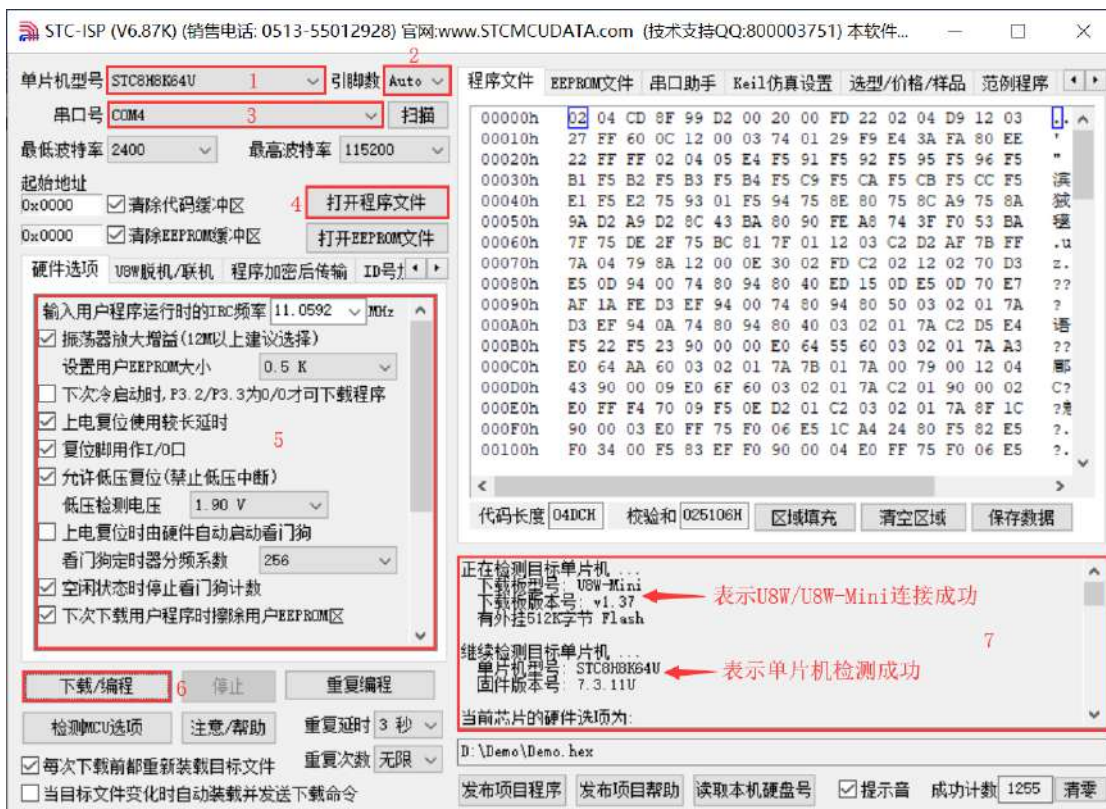 STC-ISP (V6.87K) (销售电话: 0513-55012928) 官网:www.STCMCUDATA.com (技术支持QQ:800003751) 本软件...
2
单片机型号 STC8H8K64U 1 引脚数 Auto
串口号 COM4 3 扫描
最低波特率 2400 最高波特率 115200
起始地址
0x0000 清除代码缓冲区 4 打开程序文件
0x0000 清除EEPROM缓冲区 打开EEPROM文件
硬件选项 U8W脱机/联机 程序加密后传输 ID号
输入用户程序运行时的IRC频率 11.0592 MHz
振荡器放大增益(12M以上建议选择)
设置用户EEPROM大小 0.5 K
下次冷启动时, P3.2/P3.3为0/0才可下载程序
上电复位使用较长延时
5
复位脚用作I/O口
允许低压复位(禁止低压中断)
低压检测电压 1.90 V
上电复位时由硬件自动启动看门狗
看门狗定时器分频系数 256
空闲状态时停止看门狗计数
下次下载用户程序时擦除用户EEPROM区
下载/编程 6 停止 重复编程
检测MCU选项 注意/帮助 重复延时 3 秒
重复次数 无限
每次下载前都重新装载目标文件
当目标文件变化时自动装载并发送下载命令
程序文件 EEPROM文件 串口助手 Keil仿真设置 选型/价格/样品 范例程序
00000h 02 04 CD 8F 99 D2 00 20 00 FD 22 02 04 D9 12 03 ..
00010h 27 FF 60 0C 12 00 03 74 01 29 F9 E4 3A FA 80 EE '
00020h 22 FF FF 02 04 05 E4 F5 91 F5 92 F5 95 F5 96 F5 "
00030h B1 F5 B2 F5 B3 F5 B4 F5 C9 F5 CA F5 CB F5 CC F5 滨
00040h E1 F5 E2 75 93 01 F5 94 75 8E 80 75 8C A9 75 8A
00050h 9A D2 A9 D2 8C 43 BA 80 90 FE A8 74 3F F0 53 BA
00060h 7F 75 DE 2F 75 BC 81 7F 01 12 03 C2 D2 AF 7B FF .u
00070h 7A 04 79 8A 12 00 0E 30 02 FD C2 02 12 02 70 D3 z.
00080h E5 0D 94 00 74 80 94 80 40 ED 15 0D E5 0D 70 E7 ??
00090h AF 1A FE D3 EF 94 00 74 80 94 80 50 03 02 01 7A ?
000A0h D3 EF 94 0A 74 80 94 80 40 03 02 01 7A C2 D5 E4 语
000B0h F5 22 F5 23 90 00 00 E0 64 55 60 03 02 01 7A A3 ??
000C0h E0 64 AA 60 03 02 01 7A 7B 01 7A 00 79 00 12 04
000D0h 43 90 00 09 E0 6F 60 03 02 01 7A C2 01 90 00 02 C?
000E0h E0 FF F4 70 09 F5 0E D2 01 C2 03 02 01 7A 8F 1C
000F0h 90 00 03 E0 FF 75 F0 06 E5 1C A4 24 80 F5 82 E5 ?.
00100h F0 34 00 F5 83 EF F0 90 00 04 E0 FF 75 F0 06 E5 ?.
代码长度 04DCH 校验和 025106H 区域填充 清空区域 保存数据
正在检测目标单片机 ...
下载板型号: U8W-Mini
下载板版本号: v1.37 表示U8W/U8W-Mini连接成功
有外挂512K字节 Flash
7
继续检测目标单片机 ...
单片机型号: STC8H8K64U 表示单片机检测成功
固件版本号: 7.3.11U
当前芯片的硬件选项为:
D:\Demo\Demo.hex
发布项目程序 发布项目帮助 读取本机硬盘号 提示音 成功计数 1255 清零